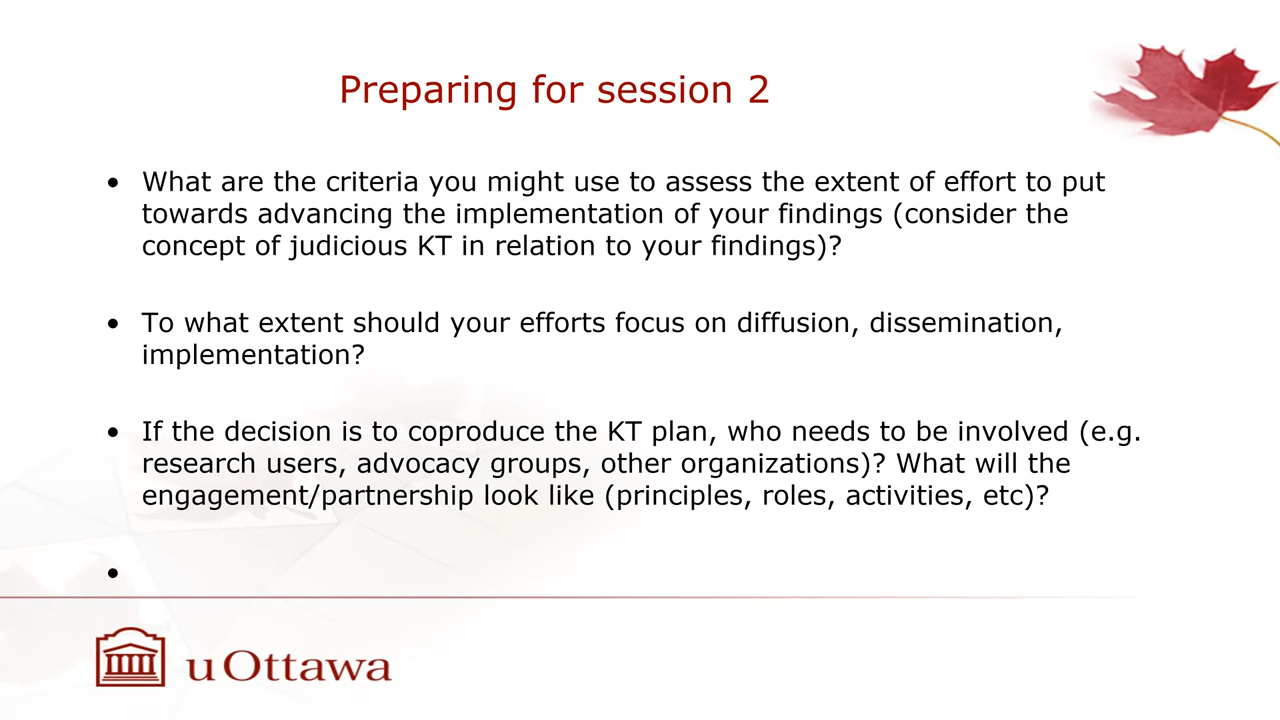 Preparing for session 2
• What are the criteria you might use to assess the extent of effort to put
towards advancing the implementation of your findings (consider the
concept of judicious KT in relation to your findings)?
• To what extent should your efforts focus on diffusion, dissemination,
implementation?
• If the decision is to coproduce the KT plan, who needs to be involved (e.g.
research users, advocacy groups, other organizations)? What will the
engagement/partnership look like (principles, roles, activities, etc)?
•
uOttawa